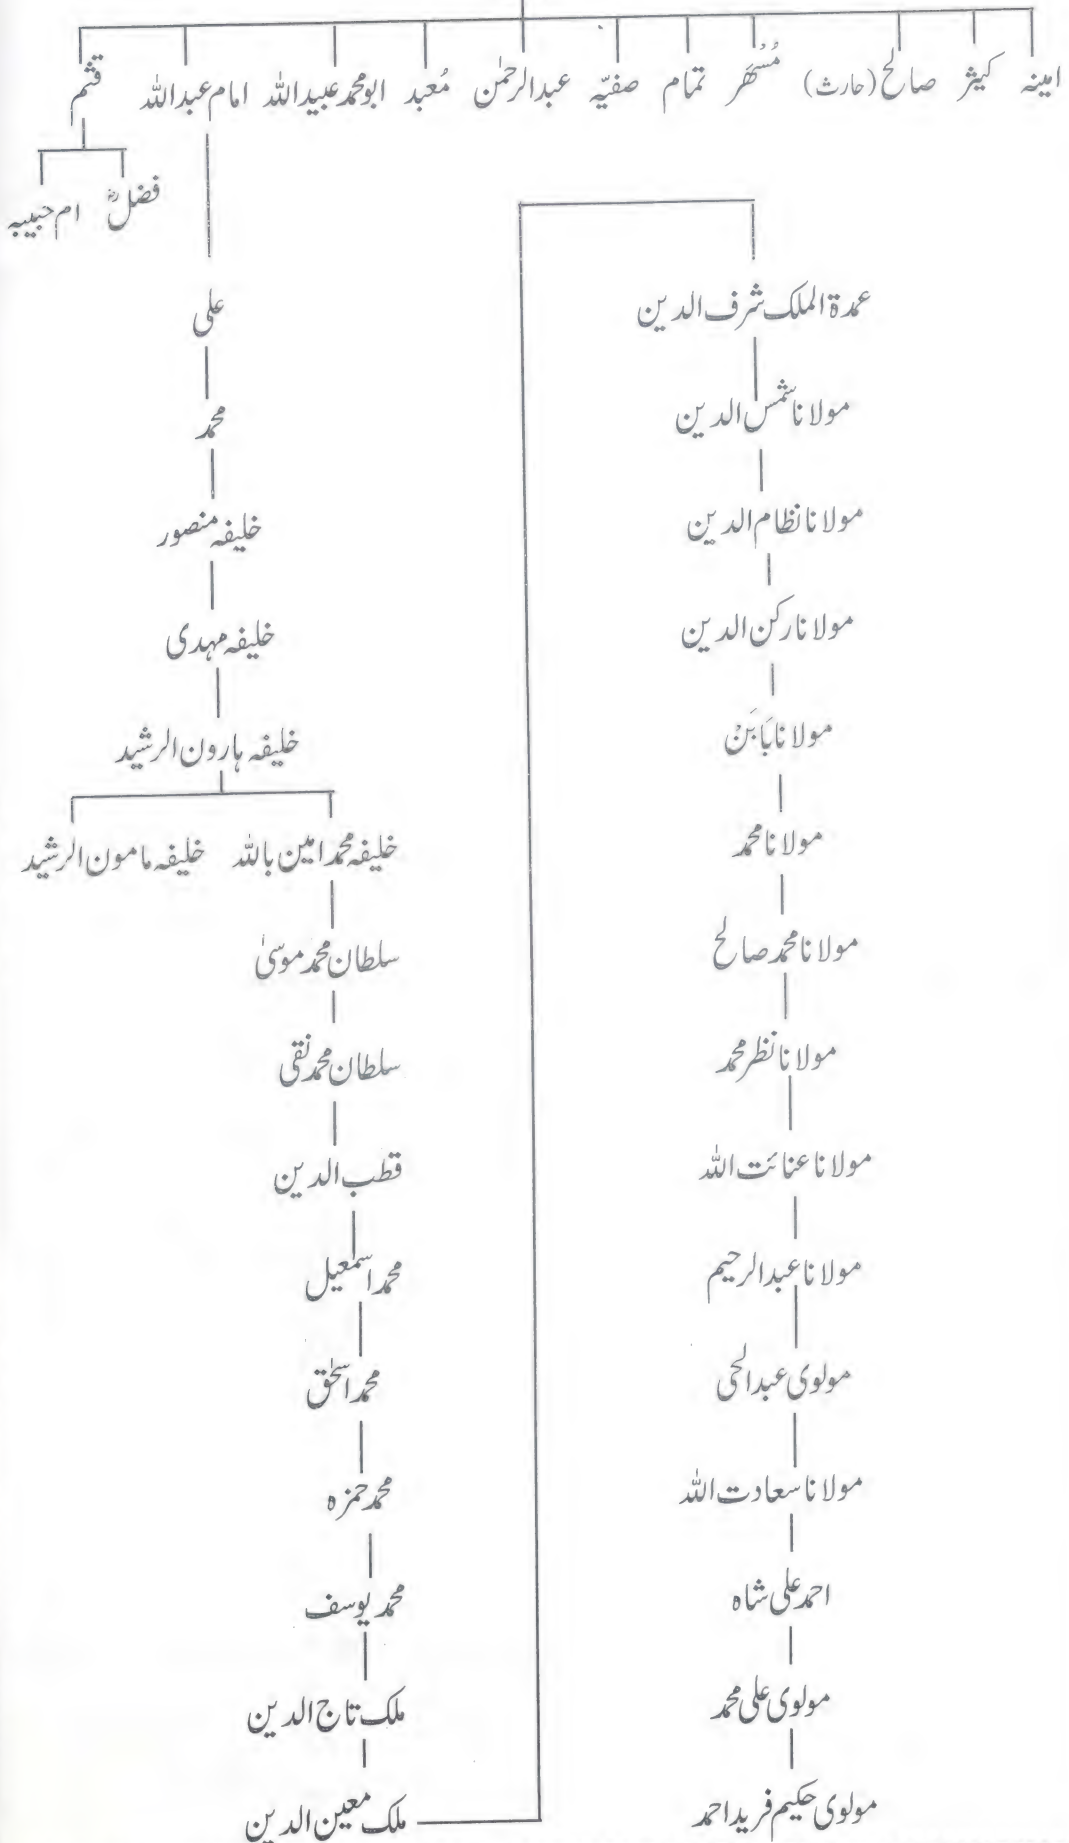 امینہ کیثر صالح (حارث) مُسْہَر تمام صفیّہ عبدالرحمٰن مُعبد ابومحمدعبیداللہ امام عبداللہ قثم
فضلؓ ام حبیبہ
علی
محمد
خلیفہ منصور
خلیفہ مہدی
خلیفہ ہارون الرشید
خلیفہ محمد امین باللہ خلیفہ مامون الرشید
سلطان محمد موسیٰ
سلطان محمد نقی
قطب الدین
محمد اسمٰعیل
محمد اسحٰق
محمد حمزہ
محمد یوسف
ملک تاج الدین
ملک معین الدین
عمدۃ الملک شرف الدین
مولانا شمس الدین
مولانا نظام الدین
مولانا رکن الدین
مولانا بَابَنْ
مولانا محمد
مولانا محمد صالح
مولانا نظر محمد
مولانا عنائت اللہ
مولانا عبدالرحیم
مولوی عبدالحی
مولانا سعادت اللہ
احمد علی شاہ
مولوی علی محمد
مولوی حکیم فرید احمد